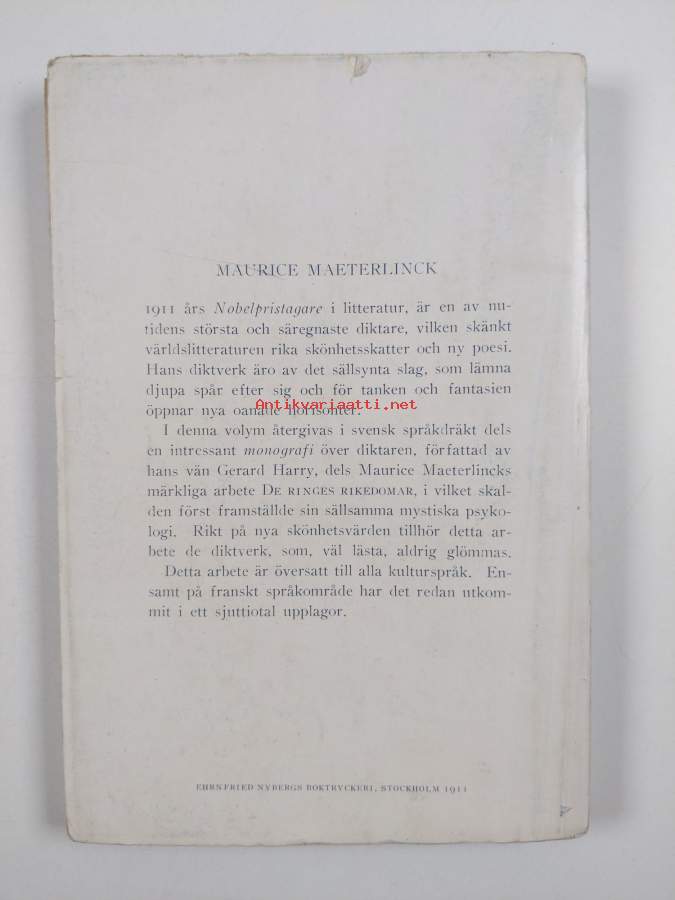 MAURICE MAETERLINCK
1911 års Nobelpristagare i litteratur, är en av nu-
tidens största och säregnaste diktare, vilken skänkt
världslitteraturen rika skönhetsskatter och ny poesi.
Hans diktverk äro av det sällsynta slag, som lämna
djupa spår efter sig och för tanken och fantasien
Antikvariaatti.net
öppnar nya oanade horisonter.
I denna volym återgivas i svensk språkdräkt dels
en intressant monografi över diktaren, författad av
hans vän Gerard Harry, dels Maurice Maeterlincks
märkliga arbete DE RINGES RIKEDOMAR, i vilket skal-
den först framställde sin sällsamma mystiska psyko-
logi. Rikt på nya skönhetsvärden tillhör detta ar-
bete de diktverk, som, väl lästa, aldrig glömmas.
Detta arbete är översatt till alla kulturspråk. En-
samt på franskt språkområde har det redan utkom-
mit i ett sjuttiotal upplagor.
EHRNFRIED NYBERGS BOKTRYCKERI, STOCKHOLM 1911